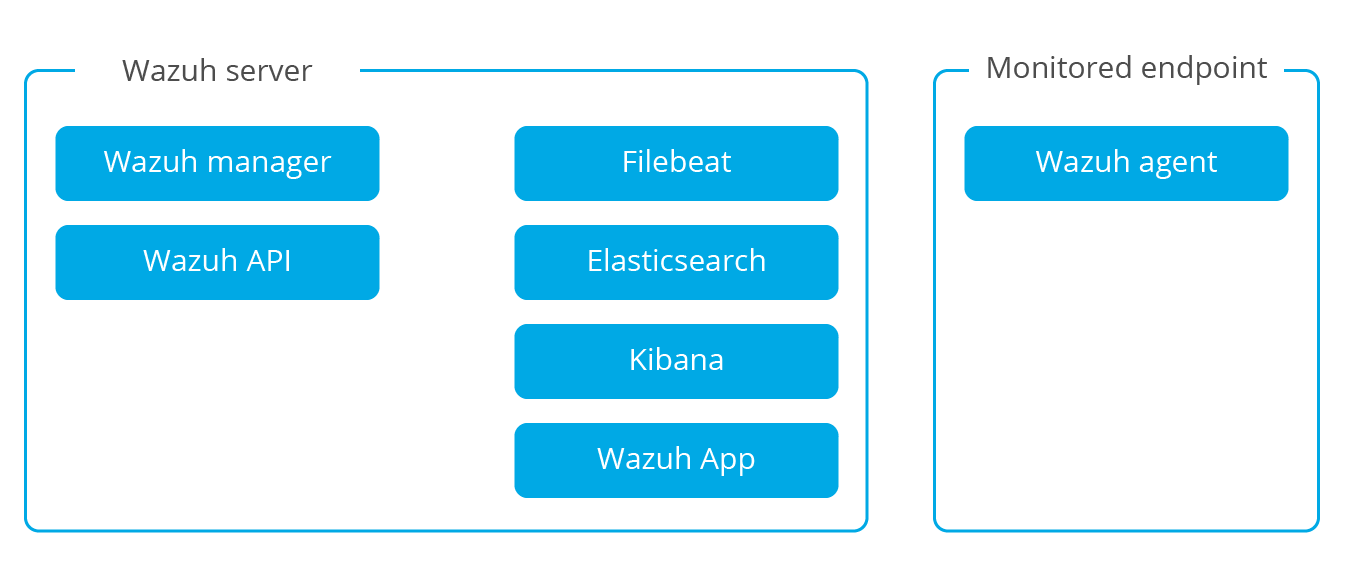 Wazuh server
Wazuh manager
Wazuh API
Filebeat
Elasticsearch
Kibana
Wazuh App
Monitored endpoint
Wazuh agent